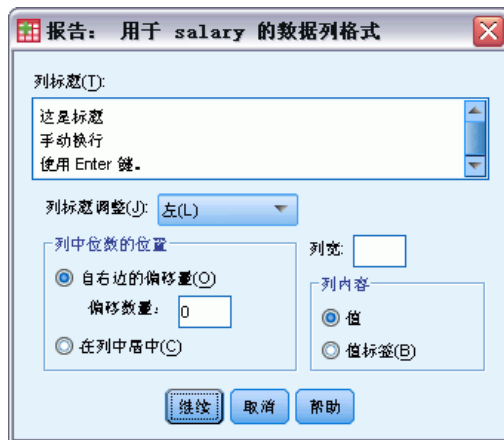 报告： 用于 salary 的数据列格式
列标题(T):
这是标题
手动换行
使用 Enter 键。
列标题调整(J): 左(L)
列中位数的位置
自右边的偏移量(O)
偏移数量： 0
在列中居中(C)
列宽:
列内容
值
值标签(B)
继续 取消 帮助